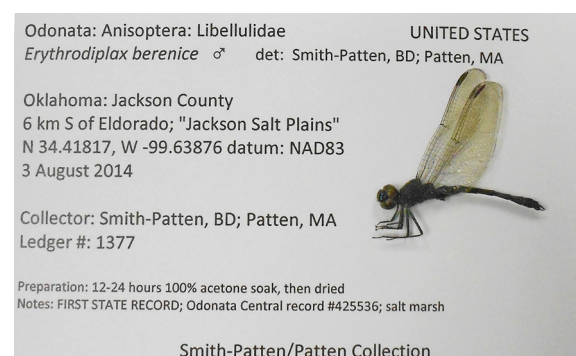 Odonata: Anisoptera: Libellulidae UNITED STATES
Erythrodiplax berenice ♂ det: Smith-Patten, BD; Patten, MA
Oklahoma: Jackson County
6 km S of Eldorado; "Jackson Salt Plains"
N 34.41817, W -99.63876 datum: NAD83
3 August 2014
Collector: Smith-Patten, BD; Patten, MA
Ledger #: 1377
Preparation: 12-24 hours 100% acetone soak, then dried
Notes: FIRST STATE RECORD; Odonata Central record #425536; salt marsh
Smith-Patten/Patten Collection